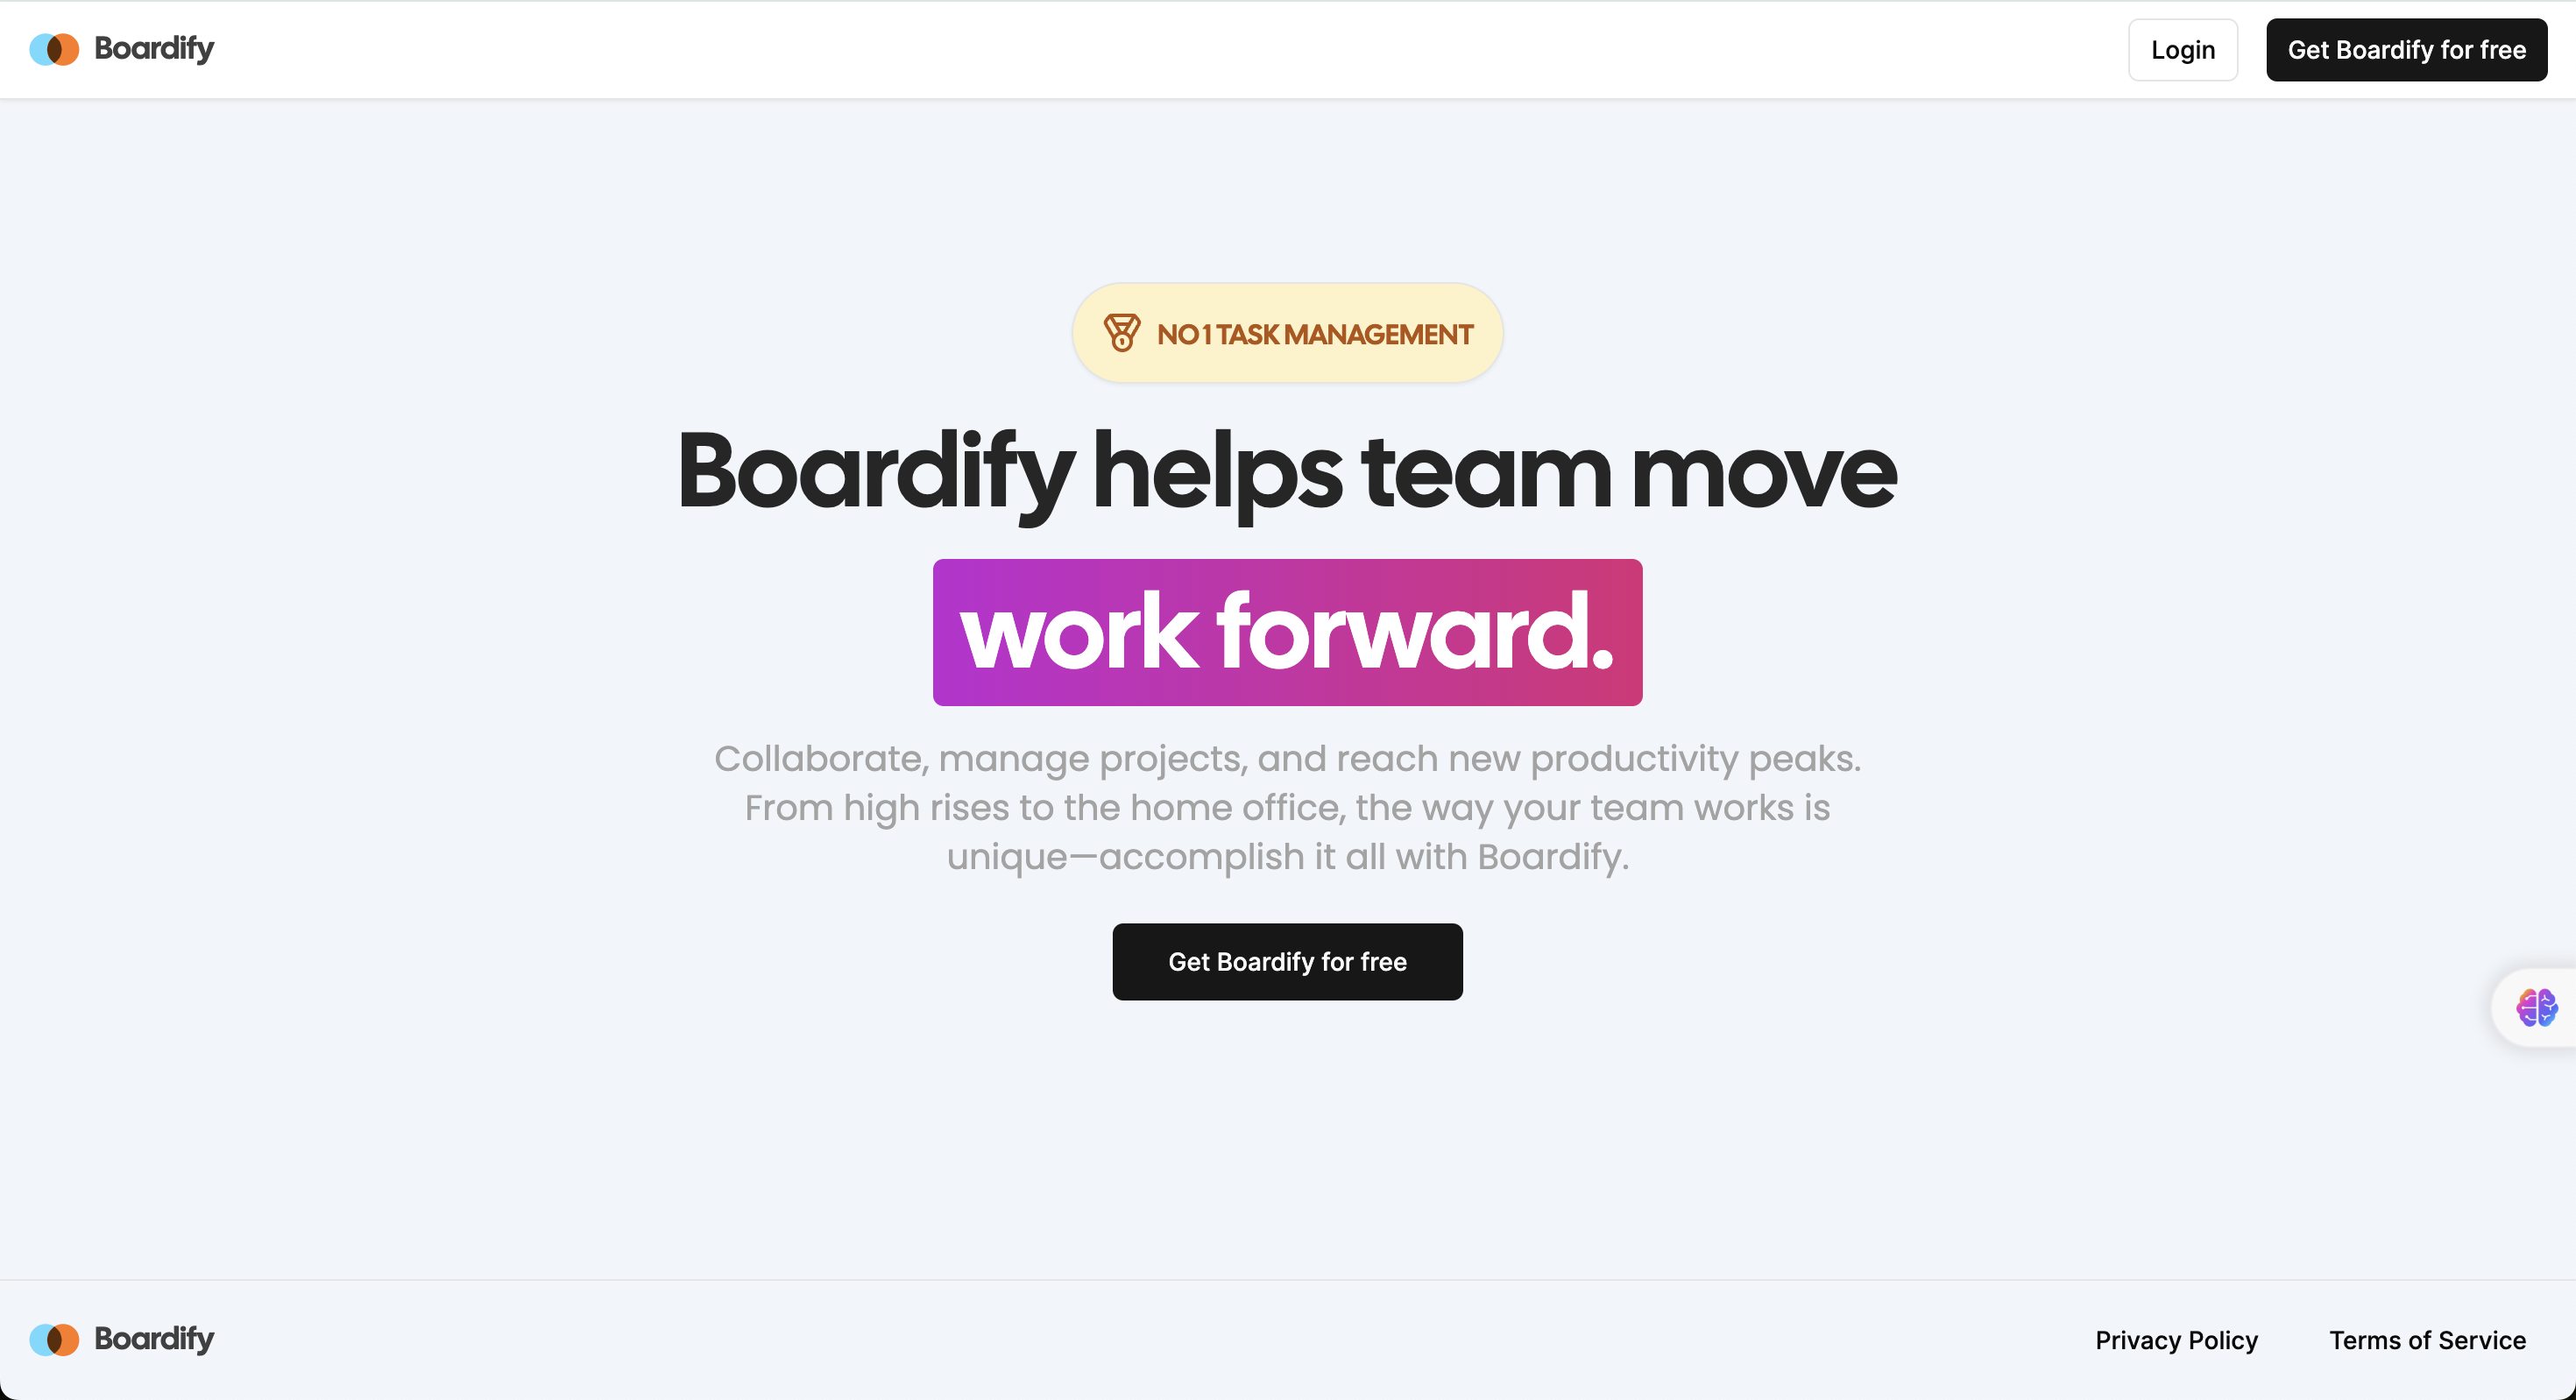 Boardify
Login
Get Boardify for free
NO 1 TASK MANAGEMENT
Boardify helps team move
work forward.
Collaborate, manage projects, and reach new productivity peaks.
From high rises to the home office, the way your team works is
unique—accomplish it all with Boardify.
Get Boardify for free
Boardify
Privacy Policy
Terms of Service